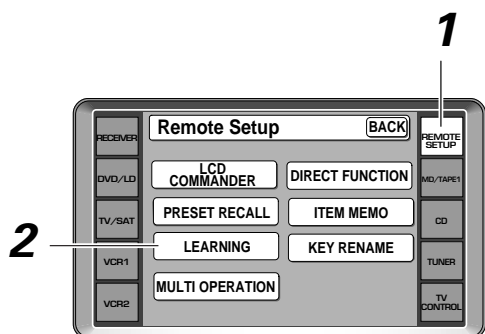 1
RECEIVER
DVD/LD
TV/SAT
VCR1
VCR2
Remote Setup
BACK
LCD
COMMANDER
DIRECT FUNCTION
PRESET RECALL
ITEM MEMO
LEARNING
KEY RENAME
MULTI OPERATION
REMOTE
SETUP
MD/TAPE1
CD
TUNER
TV
CONTROL
2